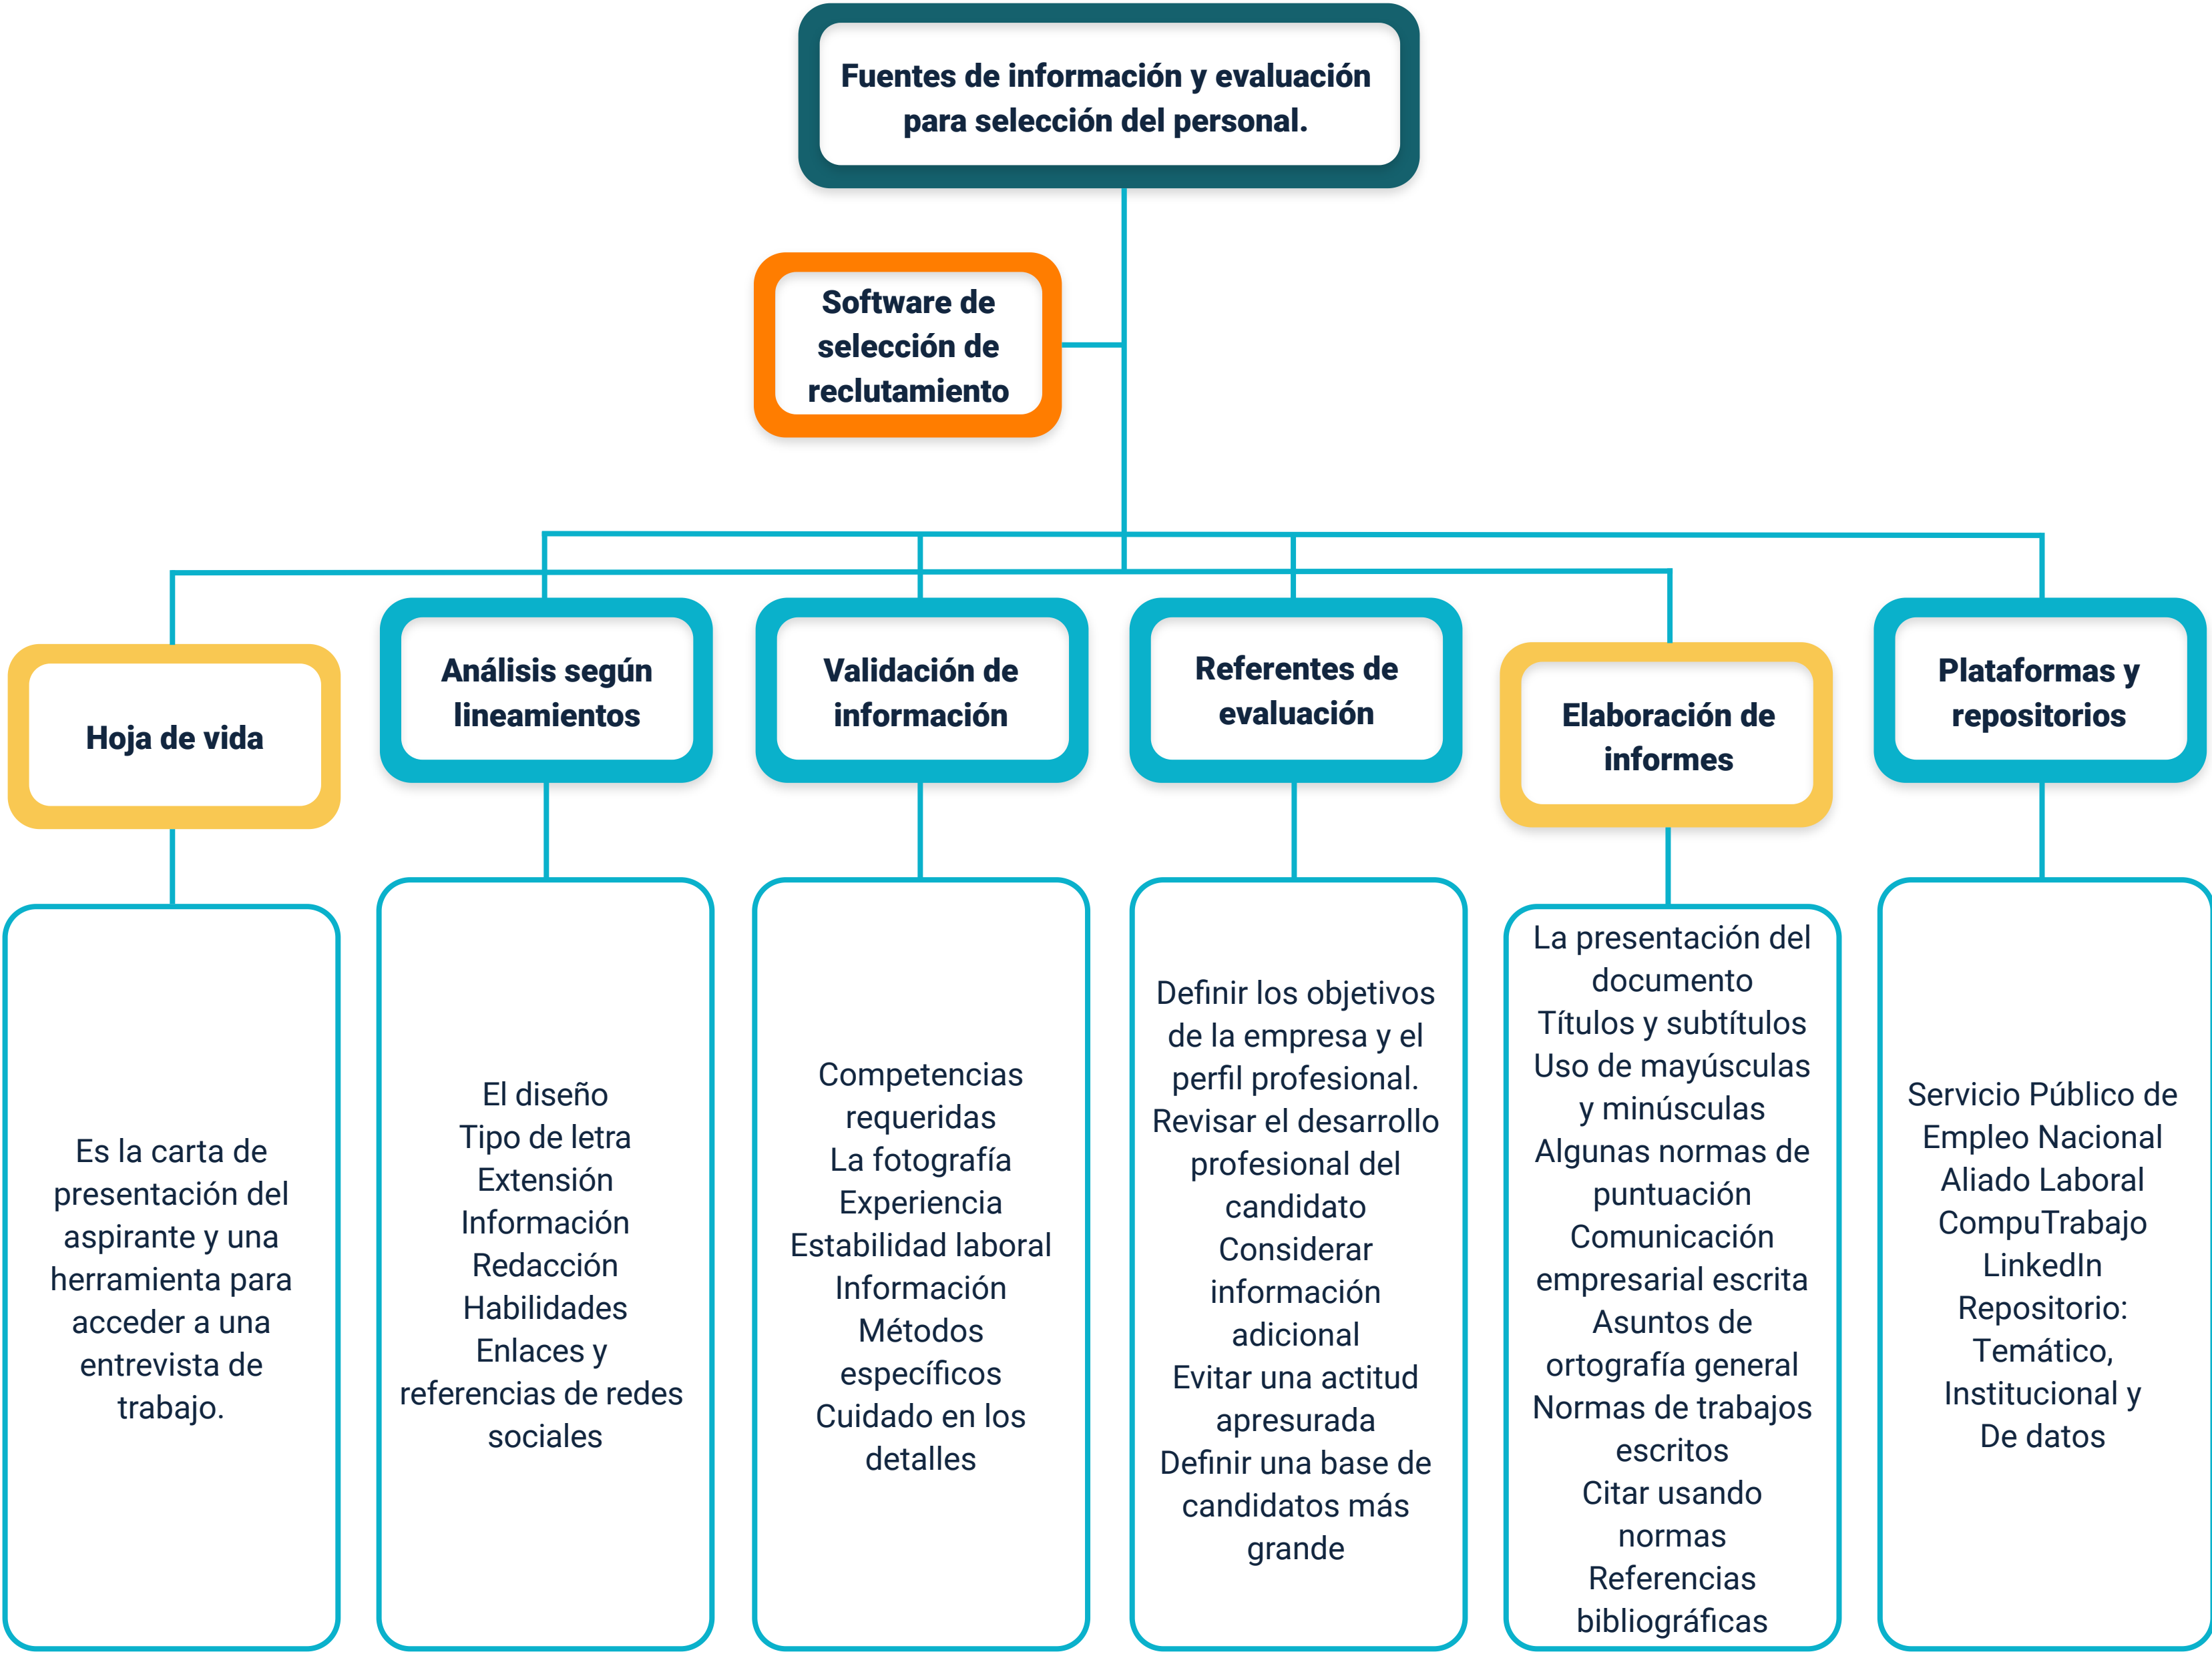 Fuentes de información y evaluación
para selección del personal.
Software de
selección de
reclutamiento
Hoja de vida
Es la carta de
presentación del
aspirante y una
herramienta para
acceder a una
entrevista de
trabajo.
Análisis según
lineamientos
El diseño
Tipo de letra
Extensión
Información
Redacción
Habilidades
Enlaces y
referencias de redes
sociales
Validación de
información
Competencias
requeridas
La fotografía
Experiencia
Estabilidad laboral
Información
Métodos
específicos
Cuidado en los
detalles
Referentes de
evaluación
Definir los objetivos
de la empresa y el
perfil profesional.
Revisar el desarrollo
profesional del
candidato
Considerar
información
adicional
Evitar una actitud
apresurada
Definir una base de
candidatos más
grande
Elaboración de
informes
La presentación del
documento
Títulos y subtítulos
Uso de mayúsculas
y minúsculas
Algunas normas de
puntuación
Comunicación
empresarial escrita
Asuntos de
ortografía general
Normas de trabajos
escritos
Citar usando
normas
Referencias
bibliográficas
Plataformas y
repositorios
Servicio Público de
Empleo Nacional
Aliado Laboral
CompuTrabajo
LinkedIn
Repositorio:
Temático,
Institucional y
De datos